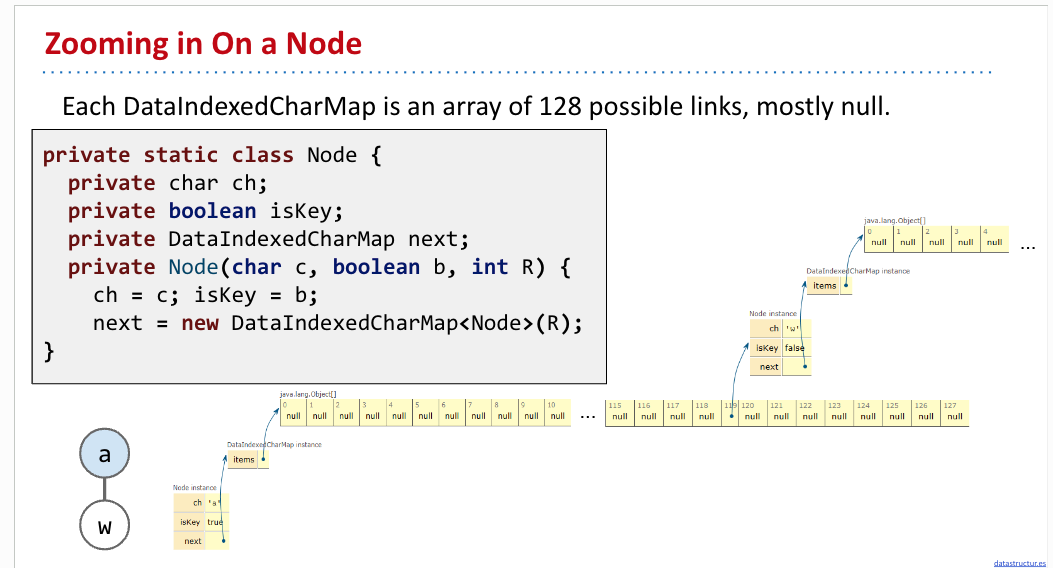 Zooming in On a Node
Each DataIndexedCharMap is an array of 128 possible links, mostly null.
private static class Node {
private char ch;
private boolean isKey;
private DataIndexedCharMap next;
private Node(char c, boolean b, int R) {
ch = c; isKey = b;
next = new DataIndexedCharMap<Node>(R);
}
java.lang.Object[]
0 1 2 3 4
null null null null null ...
DataIndexedCharMap instance
items
Node instance
ch 'w'
isKey false
next
java.lang.Object[]
0 1 2 3 4 5 6 7 8 9 10 ... 115 116 117 118 119 120 121 122 123 124 125 126 127
null null null null null null null null null null null null null null null null null null null null null null null
DataIndexedCharMap instance
items
Node instance
ch 'a'
isKey true
next
a
w
datastructur.es